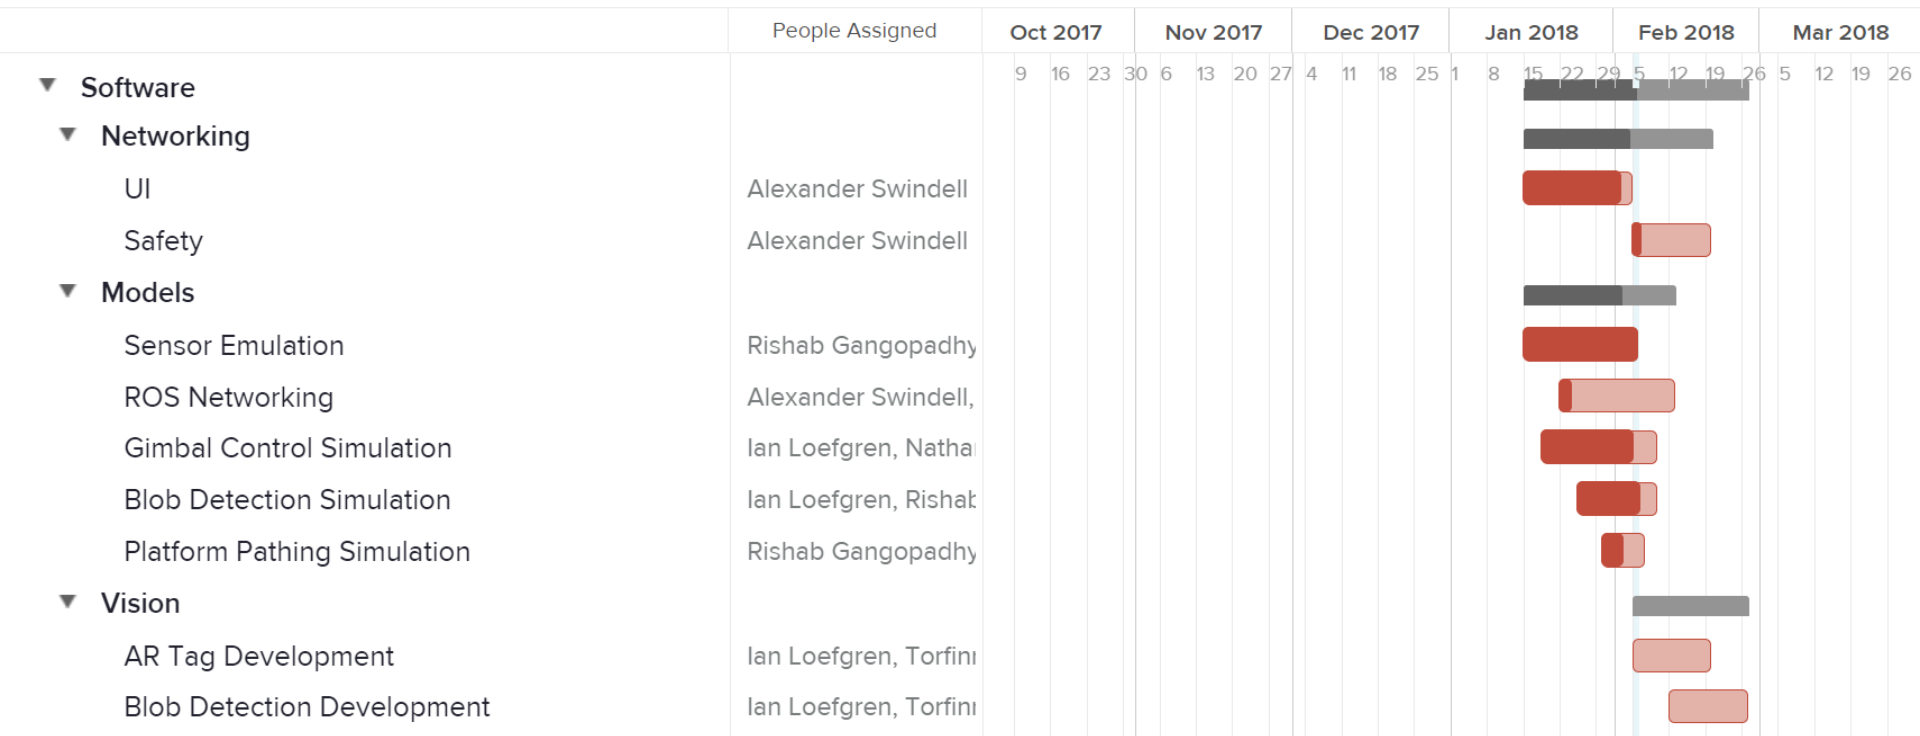 People Assigned Oct 2017 Nov 2017 Dec 2017 Jan 2018 Feb 2018 Mar 2018
9 16 23 30 6 13 20 27 4 11 18 25 1 8 15 22 29 5 12 19 26 5 12 19 26
Software
Networking
UI Alexander Swindell
Safety Alexander Swindell
Models
Sensor Emulation Rishab Gangopadhy
ROS Networking Alexander Swindell,
Gimbal Control Simulation Ian Loefgren, Natha
Blob Detection Simulation Ian Loefgren, Rishab
Platform Pathing Simulation Rishab Gangopadhy
Vision
AR Tag Development Ian Loefgren, Torfin
Blob Detection Development Ian Loefgren, Torfin